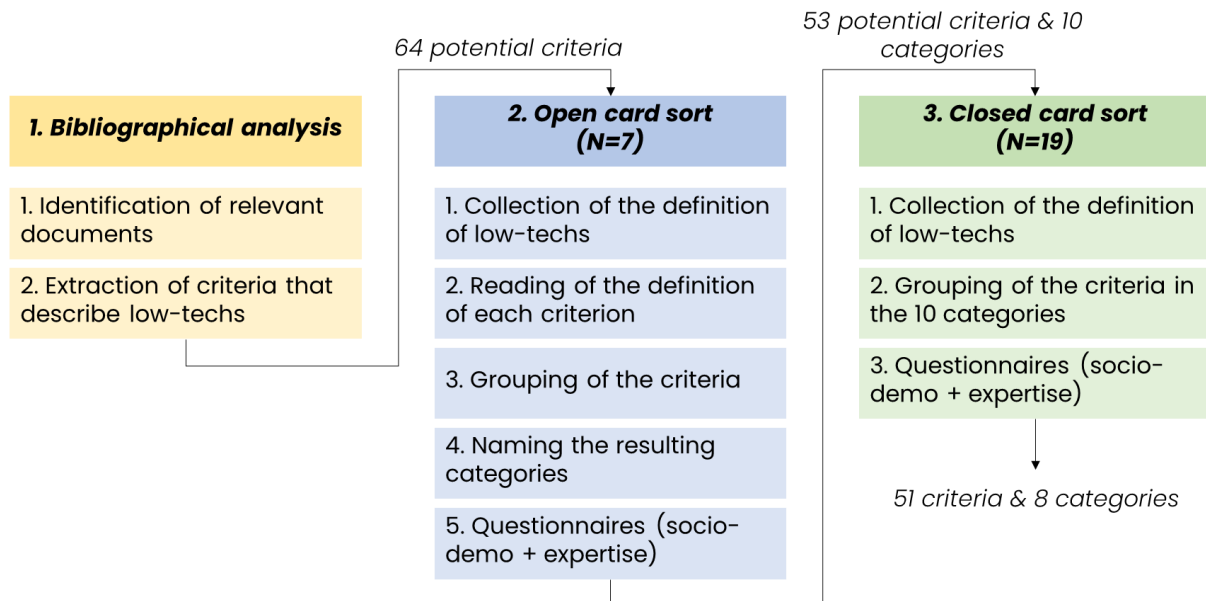 64 potential criteria
53 potential criteria & 10
categories
1. Bibliographical analysis
1. Identification of relevant
documents
2. Extraction of criteria that
describe low-techs
2. Open card sort
(N=7)
1. Collection of the definition
of low-techs
2. Reading of the definition
of each criterion
3. Grouping of the criteria
4. Naming the resulting
categories
5. Questionnaires (socio-
demo + expertise)
3. Closed card sort
(N=19)
1. Collection of the definition
of low-techs
2. Grouping of the criteria in
the 10 categories
3. Questionnaires (socio-
demo + expertise)
51 criteria & 8 categories